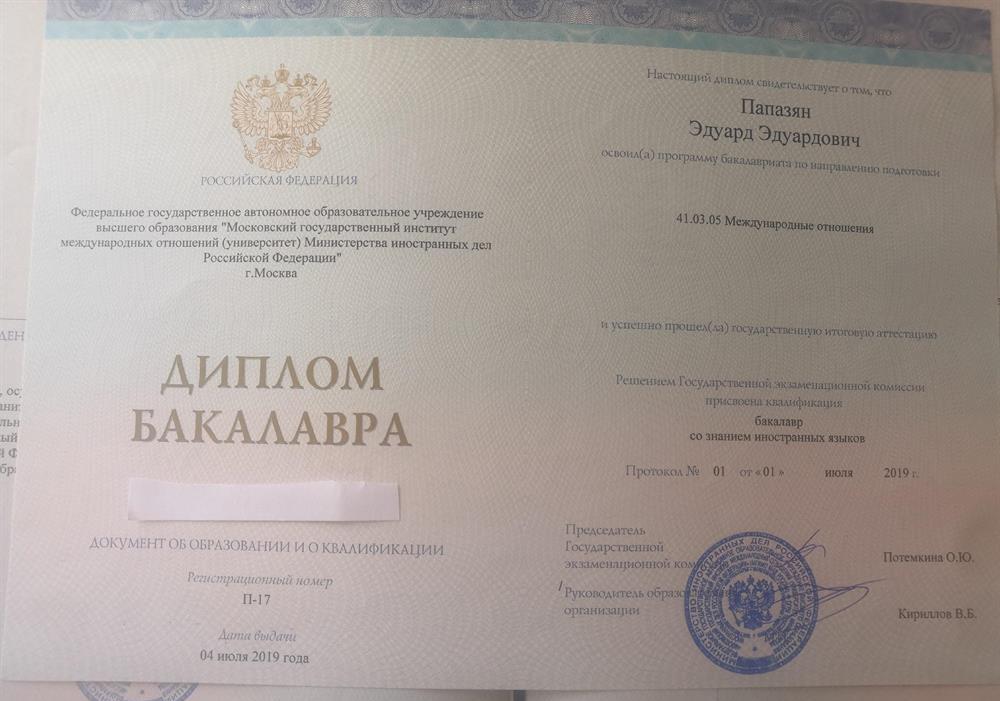 РОССИЙСКАЯ ФЕДЕРАЦИЯ
Федеральное государственное автономное образовательное учреждение
высшего образования "Московский государственный институт
международных отношений (университет) Министерства иностранных дел
Российской Федерации"
г.Москва
ДИПЛОМ
БАКАЛАВРА
ДОКУМЕНТ ОБ ОБРАЗОВАНИИ И О КВАЛИФИКАЦИИ
Регистрационный номер
П-17
Дата выдачи
04 июля 2019 года
Настоящий диплом свидетельствует о том, что
Папазян
Эдуард Эдуардович
освоил(а) программу бакалавриата по направлению подготовки
41.03.05 Международные отношения
и успешно прошел(ла) государственную итоговую аттестацию
Решением Государственной экзаменационной комиссии
присвоена квалификация
бакалавр
со знанием иностранных языков
Протокол № 01 от «01» июля 2019 г.
Председатель
Государственной
экзаменационной ком
Потемкина О.Ю.
Руководитель образо
организации
Кириллов В.Б.